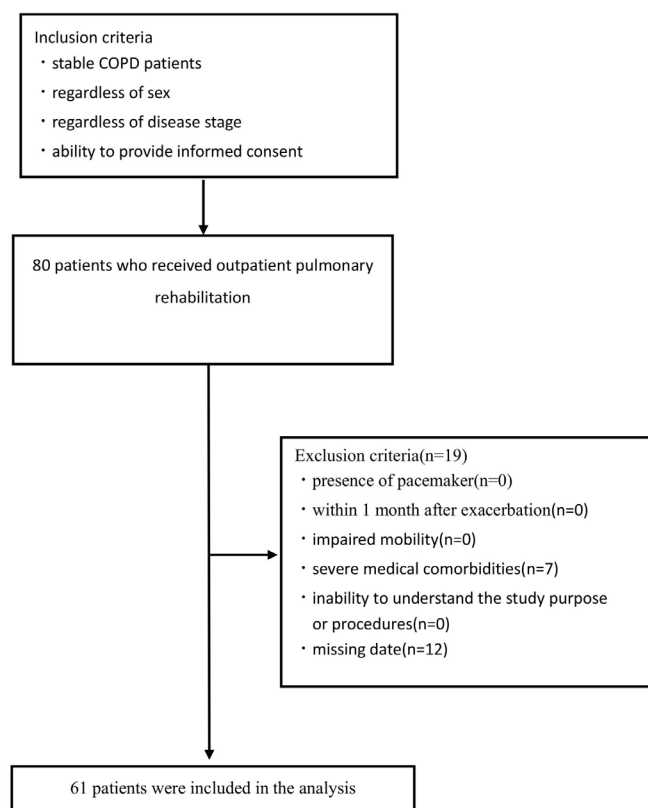 Inclusion criteria
・stable COPD patients
・regardless of sex
・regardless of disease stage
・ability to provide informed consent
80 patients who received outpatient pulmonary
rehabilitation
Exclusion criteria(n=19)
・presence of pacemaker(n=0)
・within 1 month after exacerbation(n=0)
・impaired mobility(n=0)
・severe medical comorbidities(n=7)
・inability to understand the study purpose
or procedures(n=0)
・missing date(n=12)
61 patients were included in the analysis